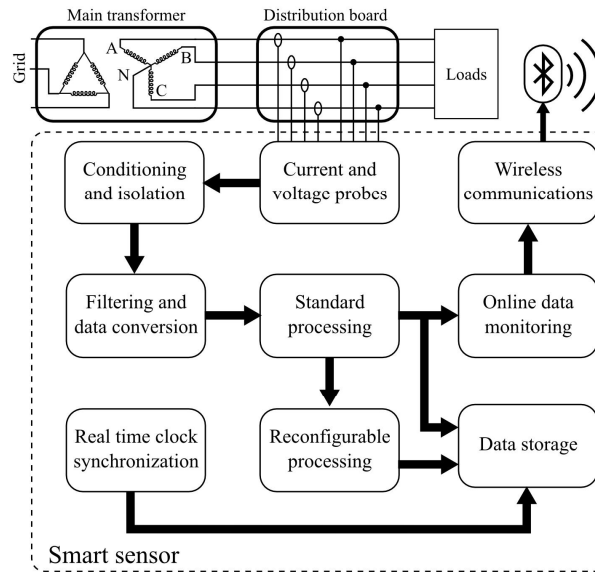 Main transformer
Distribution board
Grid
A
B
N
C
Loads
Conditioning
and isolation
Current and
voltage probes
Wireless
communications
Filtering and
data conversion
Standard
processing
Online data
monitoring
Real time clock
synchronization
Reconfigurable
processing
Data storage
Smart sensor